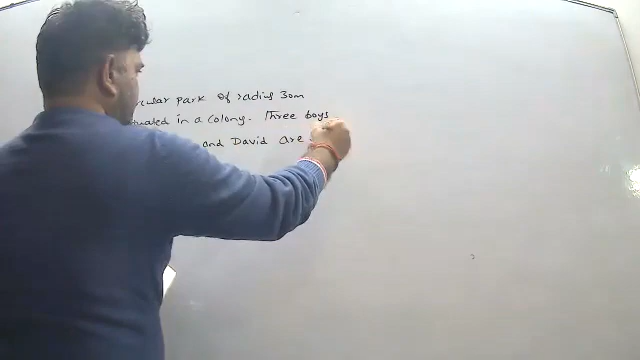 park of radius 30m
in a colony. Three boys
and David are